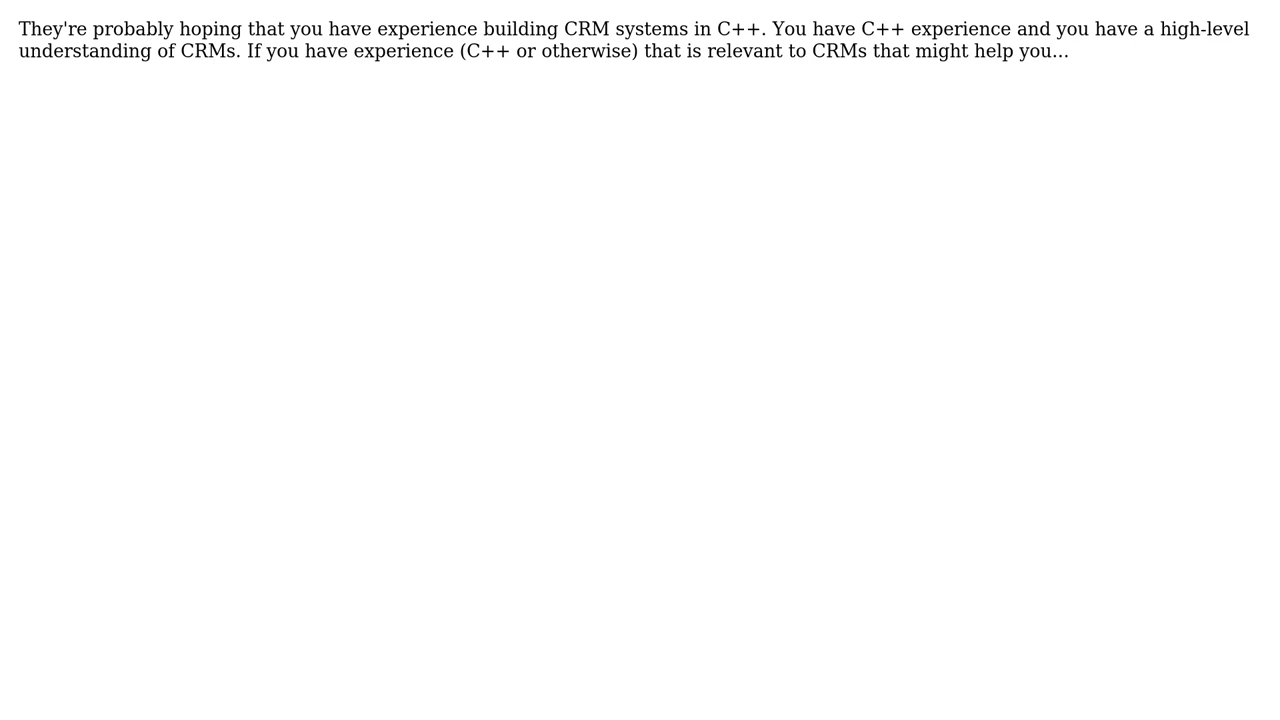 They're probably hoping that you have experience building CRM systems in C++. You have C++ experience and you have a high-level
understanding of CRMs. If you have experience (C++ or otherwise) that is relevant to CRMs that might help you...